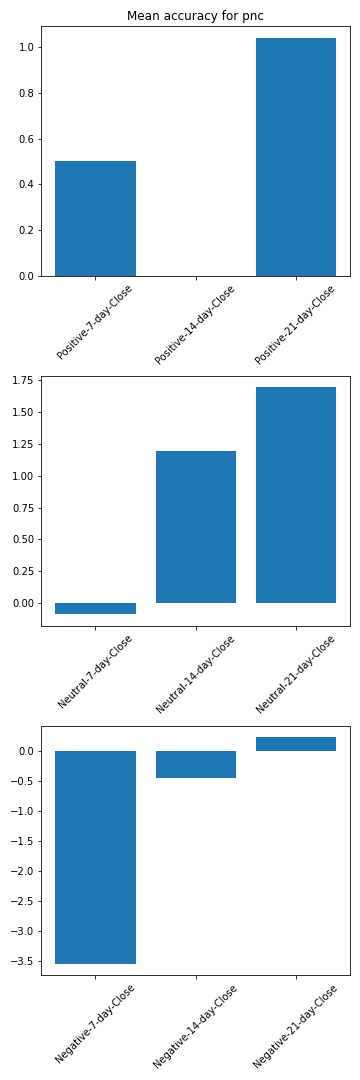 Mean accuracy for pnc
1.0
0.8
0.6
0.4
0.2
0.0
Positive-7-day-Close
Positive-14-day-Close
Positive-21-day-Close
1.75
1.50
1.25
1.00
0.75
0.50
0.25
0.00
Neutral-7-day-Close
Neutral-14-day-Close
Neutral-21-day-Close
0.0
−0.5
−1.0
−1.5
−2.0
−2.5
−3.0
−3.5
Negative-7-day-Close
Negative-14-day-Close
Negative-21-day-Close